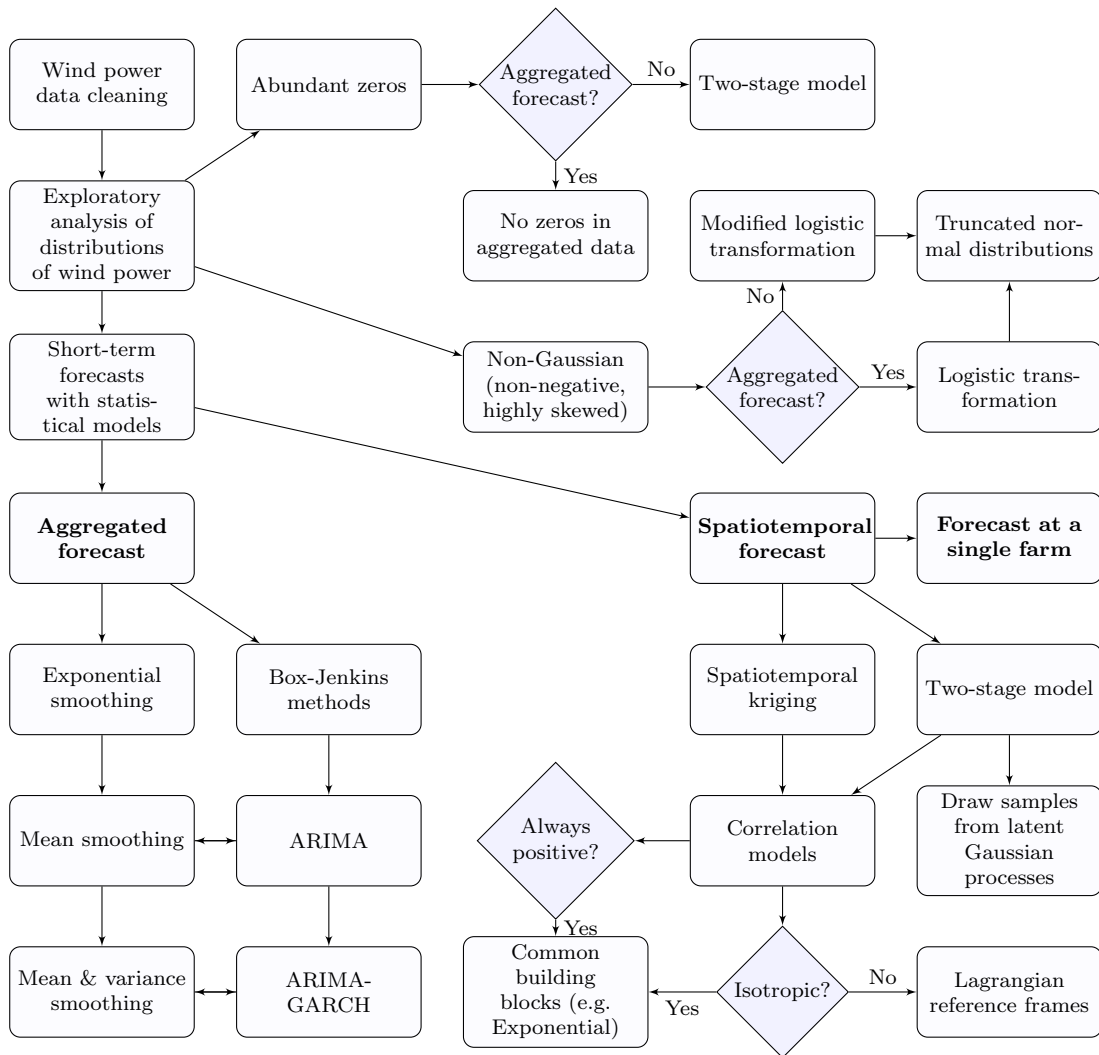 Wind power
data cleaning
Abundant zeros
Aggregated
forecast?
No
Two-stage model
Yes
Exploratory
analysis of
distributions
of wind power
No zeros in
aggregated data
Modified logistic
transformation
Truncated nor-
mal distributions
No
Short-term
forecasts
with statis-
tical models
Non-Gaussian
(non-negative,
highly skewed)
Aggregated
forecast?
Yes
Logistic trans-
formation
Aggregated
forecast
Spatiotemporal
forecast
Forecast at a
single farm
Exponential
smoothing
Box-Jenkins
methods
Spatiotemporal
kriging
Two-stage model
Mean smoothing
ARIMA
Always
positive?
Correlation
models
Draw samples
from latent
Gaussian
processes
Yes
Mean & variance
smoothing
ARIMA-
GARCH
Common
building
blocks (e.g.
Exponential)
Yes
Isotropic?
No
Lagrangian
reference frames